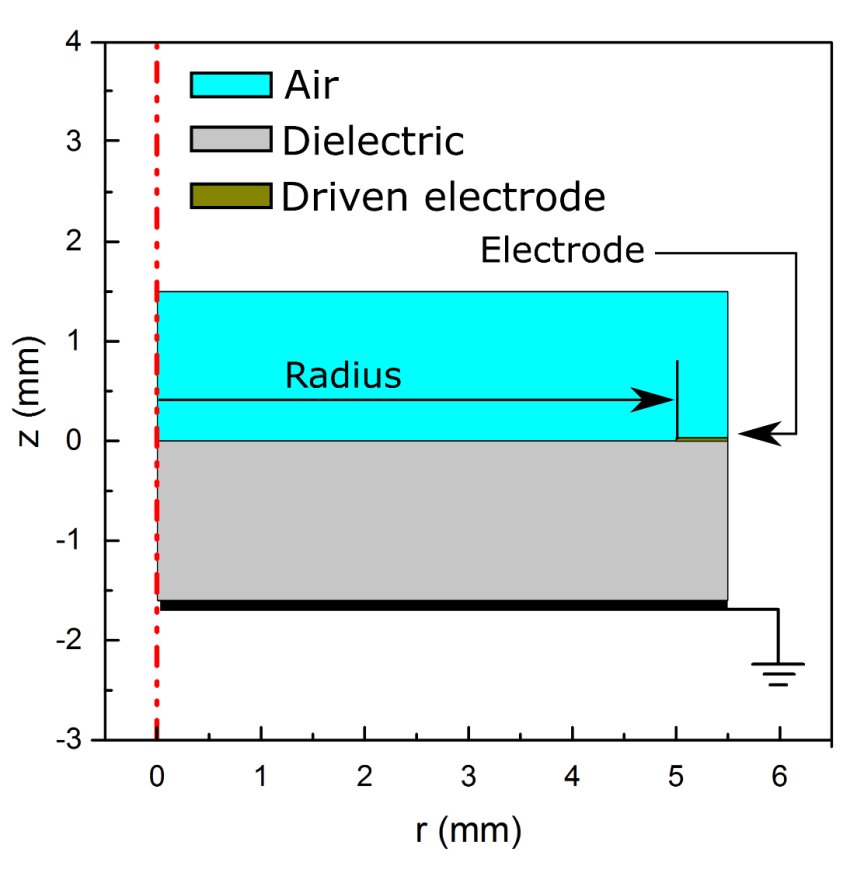 Air
Dielectric
Driven electrode
Electrode
Radius
z (mm)
4
3
2
1
0
-1
-2
-3
0 1 2 3 4 5 6
r (mm)